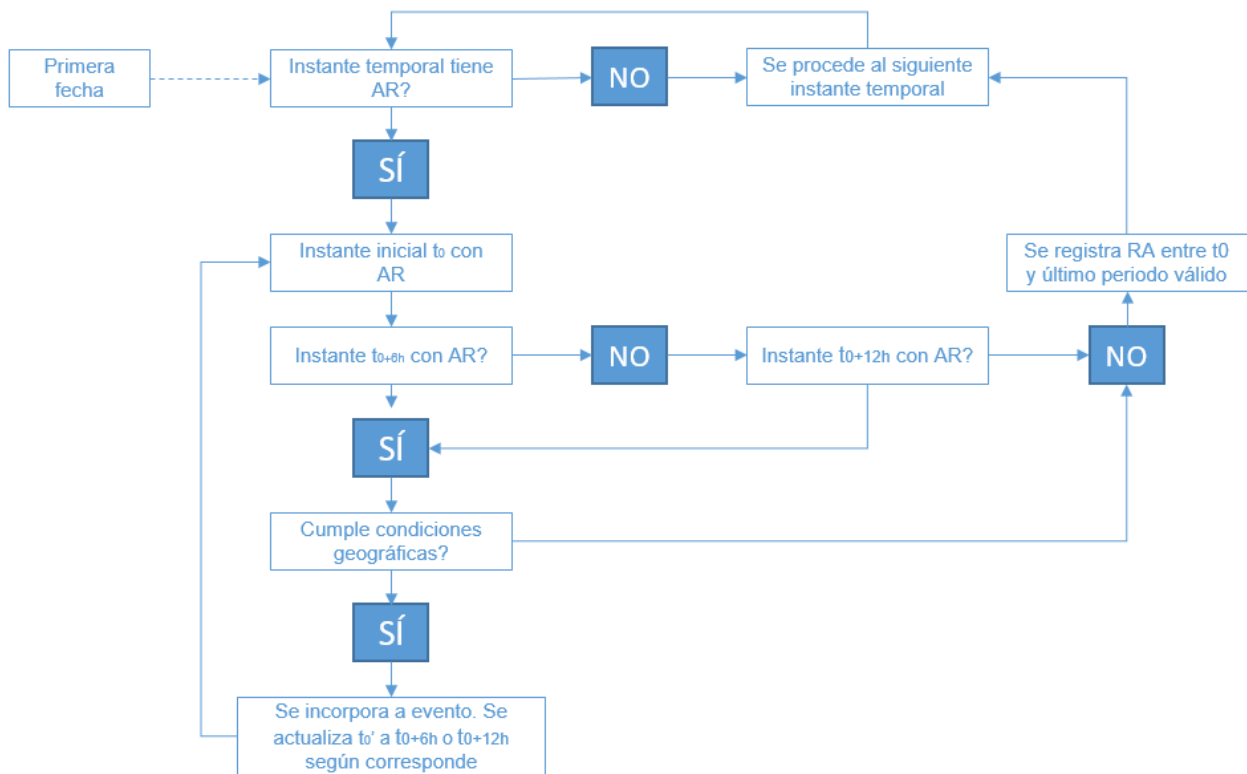 Primera
fecha
Instante temporal tiene
AR?
NO
Se procede al siguiente
instante temporal
SÍ
Instante inicial t0 con
AR
Se registra RA entre t0
y último periodo válido
Instante t0+6h con AR?
NO
Instante t0+12h con AR?
NO
SÍ
Cumple condiciones
geográficas?
SÍ
Se incorpora a evento. Se
actualiza t0' a t0+6h o t0+12h
según corresponde